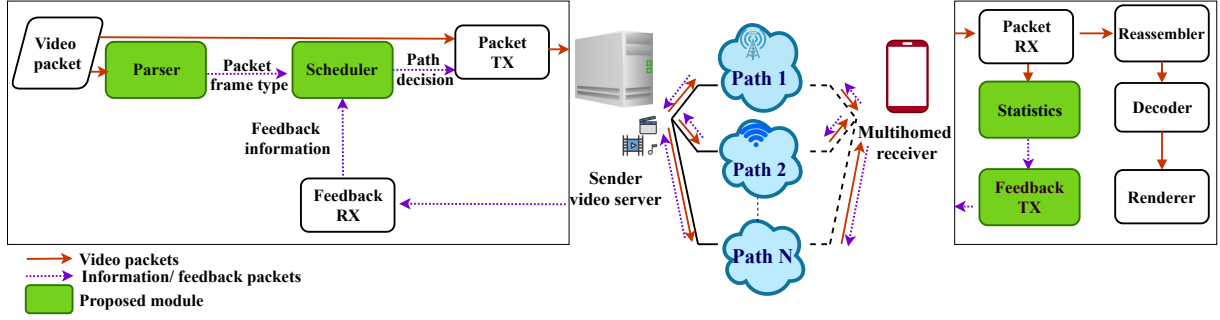 Video
packet
Parser
Packet
frame type
Scheduler
Path
decision
Packet
TX
Feedback
information
Feedback
RX
Sender
video server
Path 1
Path 2
Path N
Multihomed
receiver
Packet
RX
Reassembler
Statistics
Decoder
Feedback
TX
Renderer
Video packets
Information/ feedback packets
Proposed module